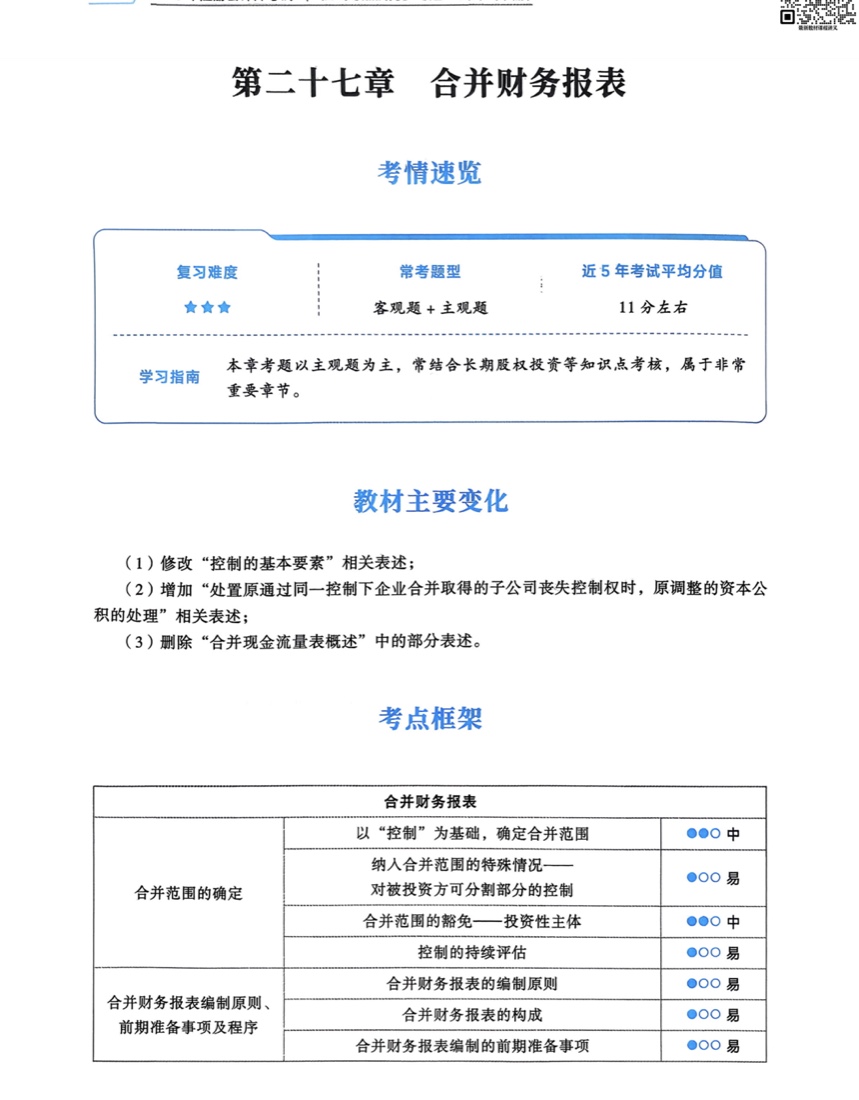 第二十七章 合并财务报表
考情速览
复习难度
常考题型
近5年考试平均分值
★★★
客观题+主观题
11分左右
学习指南
本章考题以主观题为主，常结合长期股权投资等知识点考核，属于非常
重要章节。
教材主要变化
（1）修改“控制的基本要素”相关表述；
（2）增加“处置原通过同一控制下企业合并取得的子公司丧失控制权时，原调整的资本公
积的处理”相关表述；
（3）删除“合并现金流量表概述”中的部分表述。
考点框架
合并财务报表
合并范围的确定
以“控制”为基础，确定合并范围
●●○ 中
纳入合并范围的特殊情况——
对被投资方可分割部分的控制
●○○ 易
合并范围的豁免——投资性主体
●●○ 中
控制的持续评估
●○○ 易
合并财务报表编制原则、
前期准备事项及程序
合并财务报表的编制原则
●○○ 易
合并财务报表的构成
●○○ 易
合并财务报表编制的前期准备事项
●○○ 易